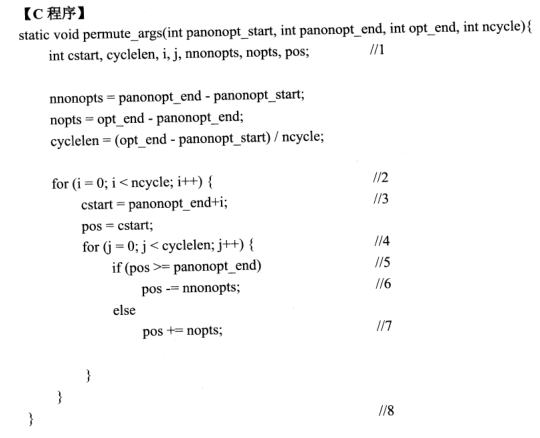 【C 程序】
static void permute_args(int panonopt_start, int panonopt_end, int opt_end, int ncycle){
int cstart, cyclelen, i, j, nnonopts, nopts, pos; //1
nnonopts = panonopt_end - panonopt_start;
nopts = opt_end - panonopt_end;
cyclelen = (opt_end - panonopt_start) / ncycle;
for (i = 0; i < ncycle; i++) { //2
cstart = panonopt_end+i; //3
pos = cstart;
for (j = 0; j < cyclelen; j++) { //4
if (pos >= panonopt_end) //5
pos -= nnonopts; //6
else
pos += nopts; //7
}
}
} //8